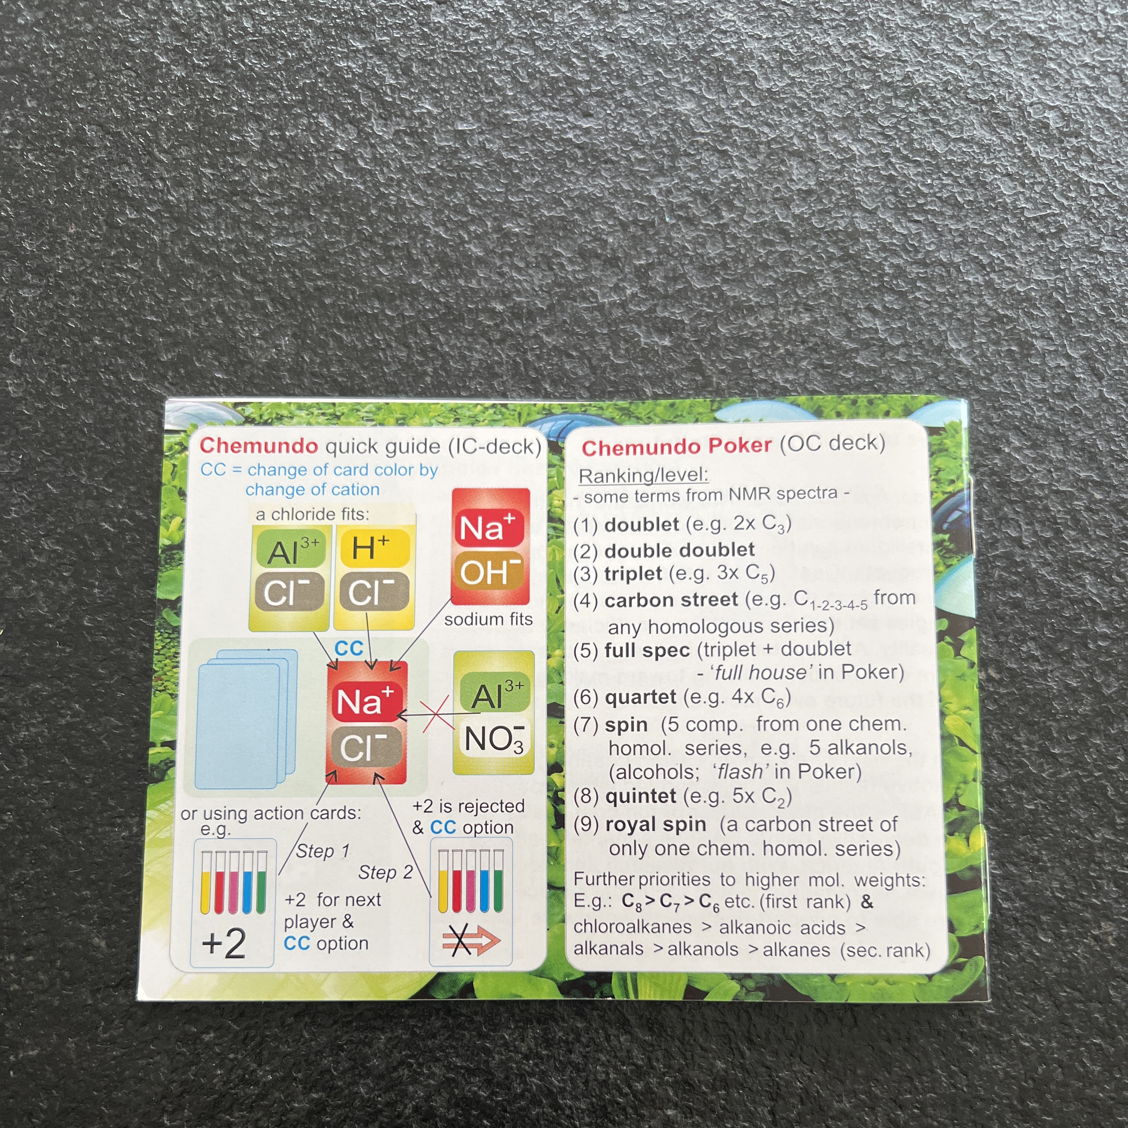 Chemundo quick guide (IC-deck)
CC = change of card color by
change of cation
a chloride fits:
Al³⁺
Cl⁻
H⁺
Cl⁻
Na⁺
OH⁻
sodium fits
CC
Na⁺
Cl⁻
Al³⁺
NO₃⁻
or using action cards:
e.g.
+2 is rejected
& CC option
Step 1
Step 2
+2 for next
player &
CC option
+2
Chemundo Poker (OC deck)
Ranking/level:
- some terms from NMR spectra -
(1) doublet (e.g. 2x C₃)
(2) double doublet
(3) triplet (e.g. 3x C₅)
(4) carbon street (e.g. C₁₋₂₋₃₋₄₋₅ from
any homologous series)
(5) full spec (triplet + doublet
- 'full house' in Poker)
(6) quartet (e.g. 4x C₆)
(7) spin (5 comp. from one chem.
homol. series, e.g. 5 alkanols,
(alcohols; 'flash' in Poker)
(8) quintet (e.g. 5x C₂)
(9) royal spin (a carbon street of
only one chem. homol. series)
Further priorities to higher mol. weights:
E.g.: C₈>C₇>C₆ etc. (first rank) &
chloroalkanes > alkanoic acids >
alkanals > alkanols > alkanes (sec. rank)